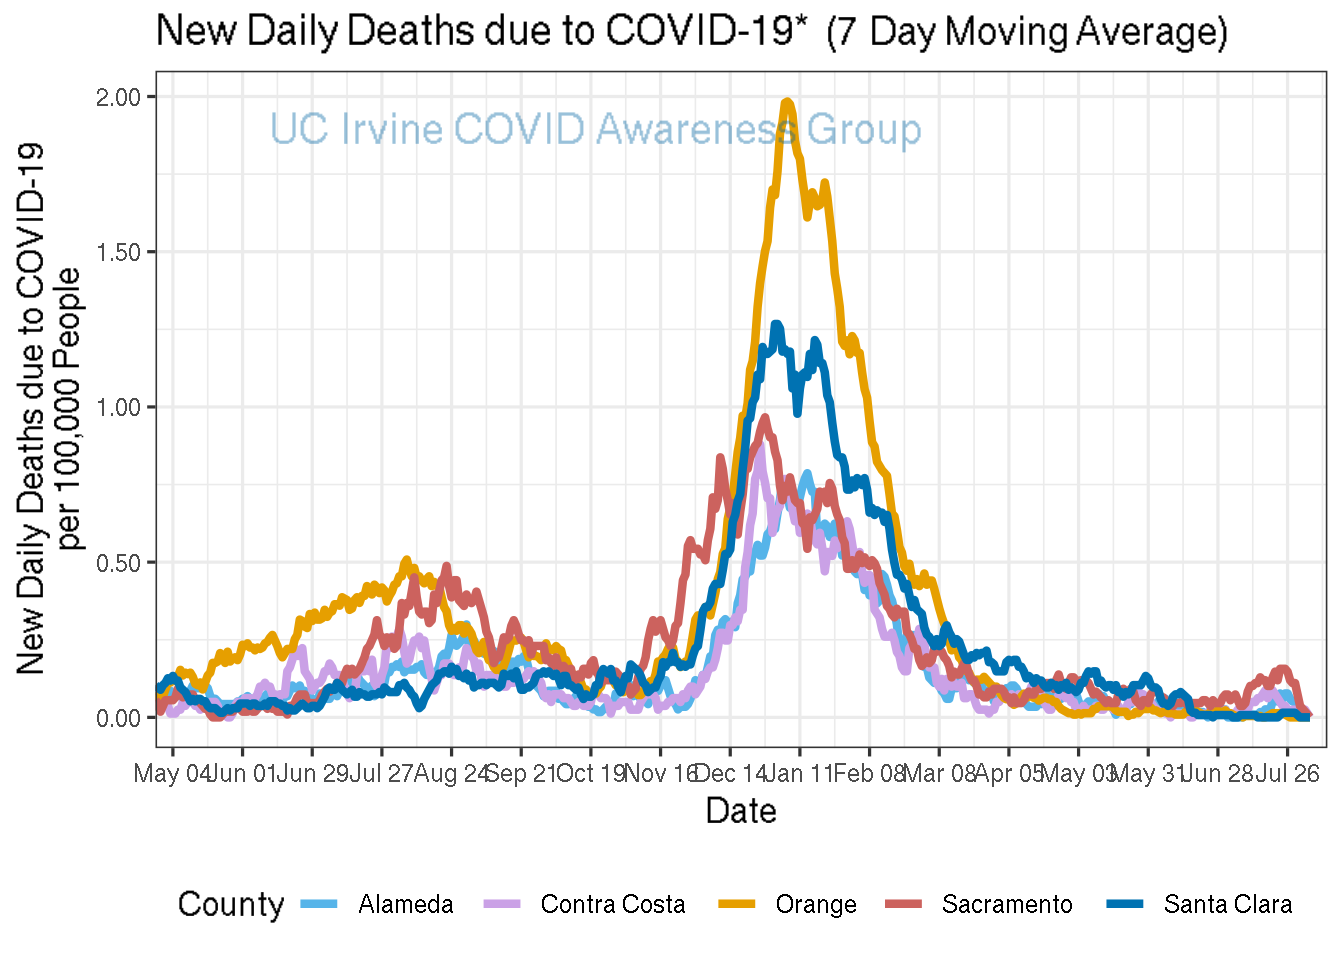 New Daily Deaths due to COVID-19* (7 Day Moving Average)
UC Irvine COVID Awareness Group
New Daily Deaths due to COVID-19
per 100,000 People
2.00
1.50
1.00
0.50
0.00
May 04 Jun 01 Jun 29 Jul 27 Aug 24 Sep 21 Oct 19 Nov 16 Dec 14 Jan 11 Feb 08 Mar 08 Apr 05 May 03 May 31 Jun 28 Jul 26
Date
County Alameda Contra Costa Orange Sacramento Santa Clara